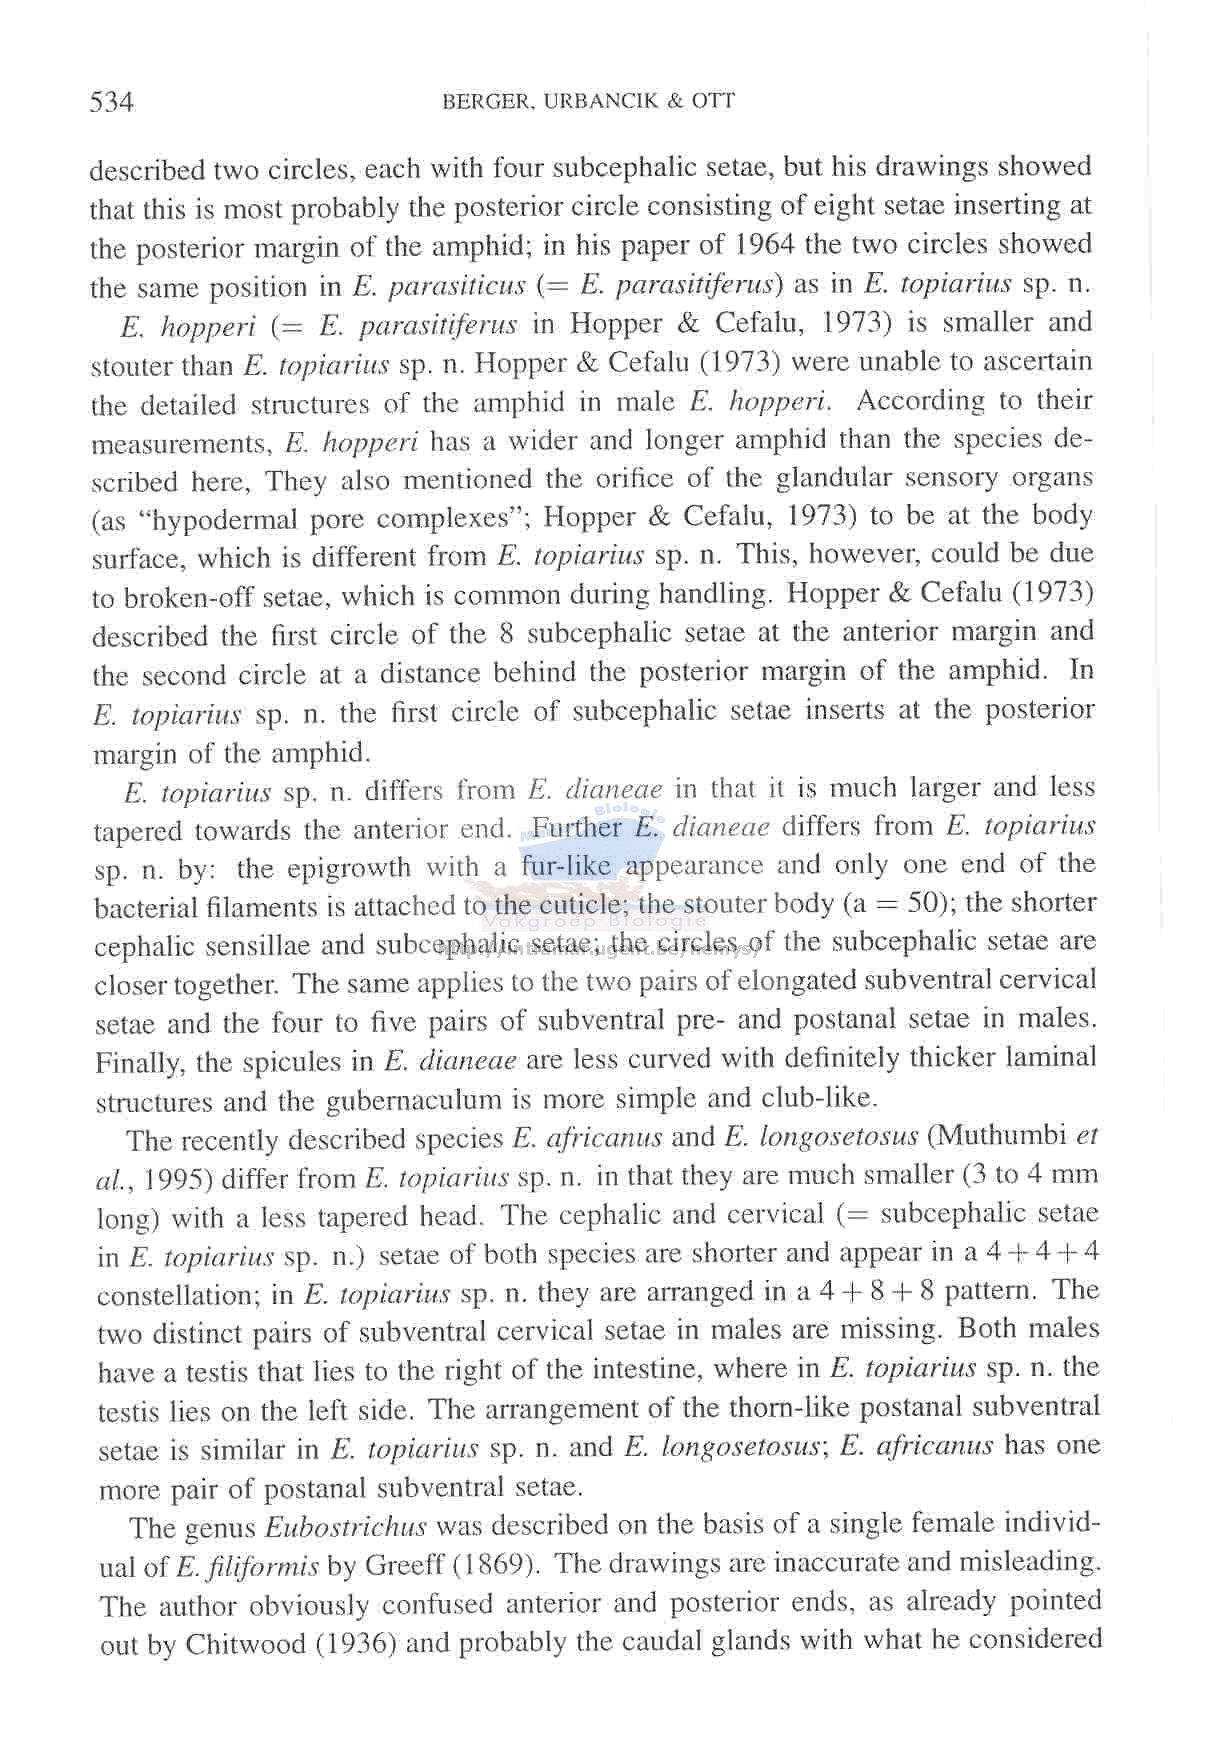 534 BERGER, URBANCIK & OTT
described two circles, each with four subcephalic setae, but his drawings showed
that this is most probably the posterior circle consisting of eight setae inserting at
the posterior margin of the amphid; in his paper of 1964 the two circles showed
the same position in E. parasiticus (= E. parasitiferus) as in E. topiarius sp. n.
E. hopperi (= E. parasitiferus in Hopper & Cefalu, 1973) is smaller and
stouter than E. topiarius sp. n. Hopper & Cefalu (1973) were unable to ascertain
the detailed structures of the amphid in male E. hopperi. According to their
measurements, E. hopperi has a wider and longer amphid than the species de-
scribed here, They also mentioned the orifice of the glandular sensory organs
(as “hypodermal pore complexes”; Hopper & Cefalu, 1973) to be at the body
surface, which is different from E. topiarius sp. n. This, however, could be due
to broken-off setae, which is common during handling. Hopper & Cefalu (1973)
described the first circle of the 8 subcephalic setae at the anterior margin and
the second circle at a distance behind the posterior margin of the amphid. In
E. topiarius sp. n. the first circle of subcephalic setae inserts at the posterior
margin of the amphid.
E. topiarius sp. n. differs from E. dianeae in that it is much larger and less
tapered towards the anterior end. Further E. dianeae differs from E. topiarius
sp. n. by: the epigrowth with a fur-like appearance and only one end of the
bacterial filaments is attached to the cuticle; the stouter body (a = 50); the shorter
cephalic sensillae and subcephalic setae; the circles of the subcephalic setae are
closer together. The same applies to the two pairs of elongated subventral cervical
setae and the four to five pairs of subventral pre- and postanal setae in males.
Finally, the spicules in E. dianeae are less curved with definitely thicker laminal
structures and the gubernaculum is more simple and club-like.
The recently described species E. africanus and E. longosetosus (Muthumbi et
al., 1995) differ from E. topiarius sp. n. in that they are much smaller (3 to 4 mm
long) with a less tapered head. The cephalic and cervical (= subcephalic setae
in E. topiarius sp. n.) setae of both species are shorter and appear in a 4 + 4 + 4
constellation; in E. topiarius sp. n. they are arranged in a 4 + 8 + 8 pattern. The
two distinct pairs of subventral cervical setae in males are missing. Both males
have a testis that lies to the right of the intestine, where in E. topiarius sp. n. the
testis lies on the left side. The arrangement of the thorn-like postanal subventral
setae is similar in E. topiarius sp. n. and E. longosetosus; E. africanus has one
more pair of postanal subventral setae.
The genus Eubostrichus was described on the basis of a single female individ-
ual of E. filiformis by Greeff (1869). The drawings are inaccurate and misleading.
The author obviously confused anterior and posterior ends, as already pointed
out by Chitwood (1936) and probably the caudal glands with what he considered
Biologie
Vakgroep Biologie